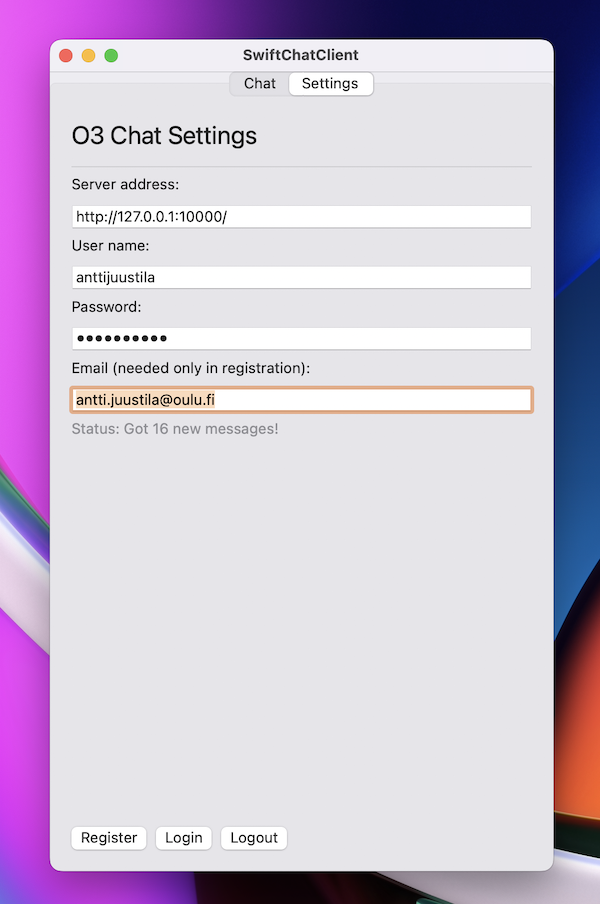 SwiftChatClient
Chat Settings
O3 Chat Settings
Server address:
http://127.0.0.1:10000/
User name:
anttijuustila
Password:
••••••••••
Email (needed only in registration):
antti.juustila@oulu.fi
Status: Got 16 new messages!
Register Login Logout